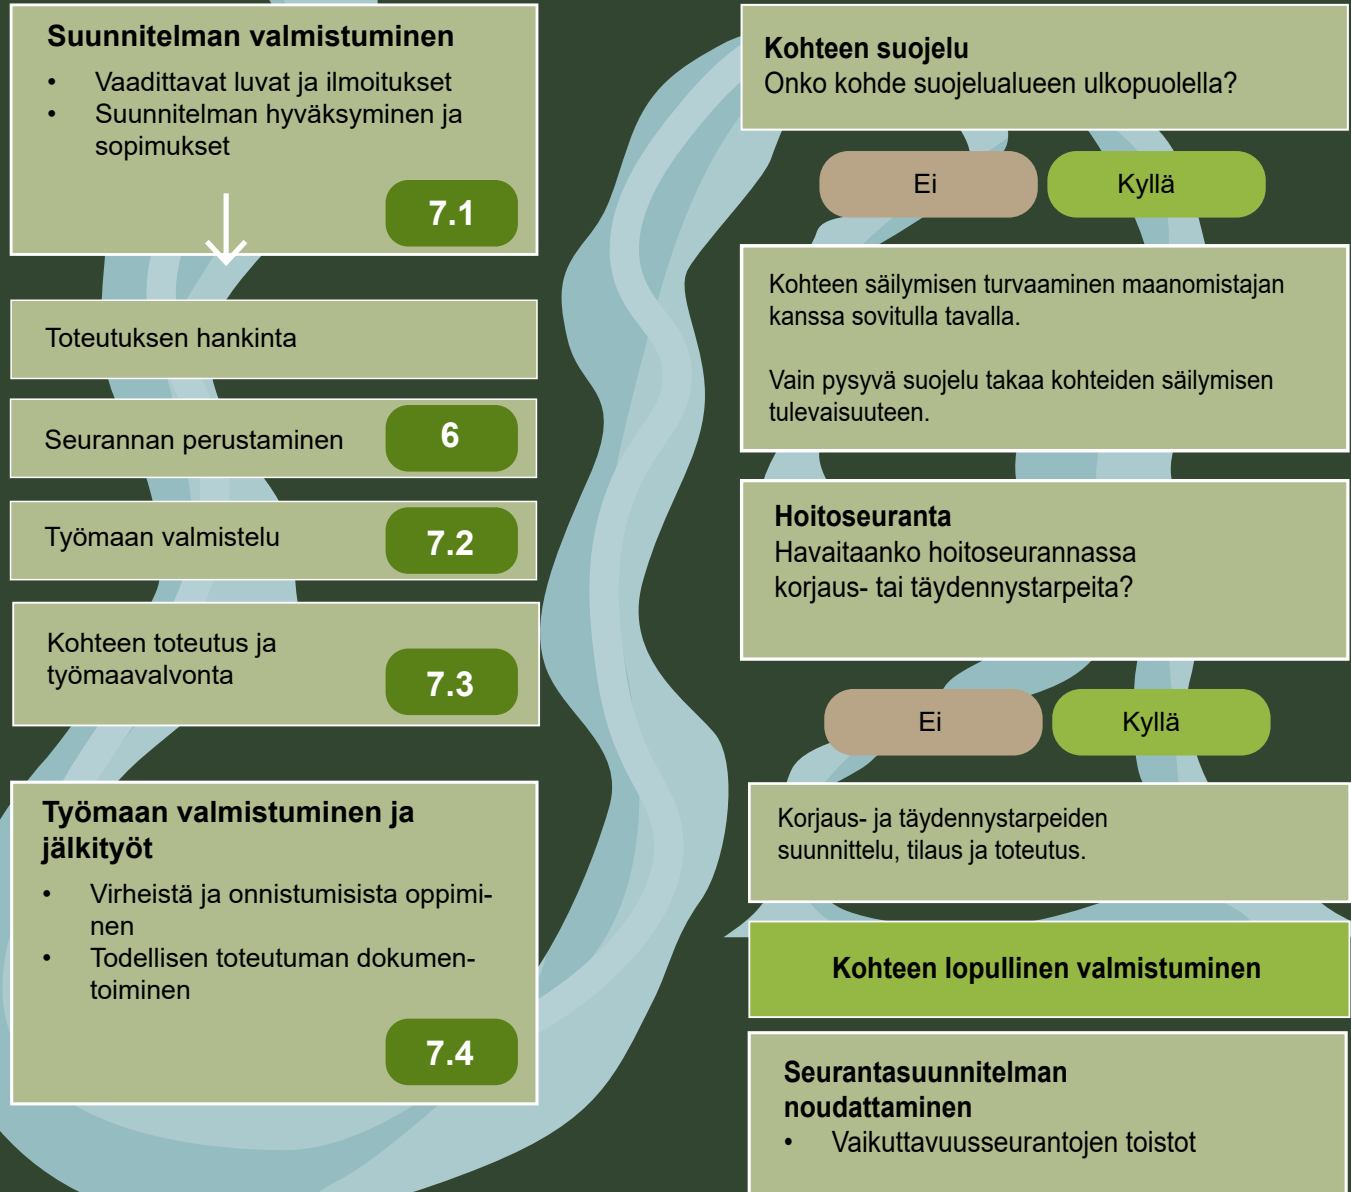 Suunnitelman valmistuminen
• Vaadittavat luvat ja ilmoitukset
• Suunnitelman hyväksyminen ja
sopimukset
7.1
Toteutuksen hankinta
Seurannan perustaminen
6
Työmaan valmistelu
7.2
Kohteen toteutus ja
työmaavalvonta
7.3
Työmaan valmistuminen ja
jälkityöt
• Virheistä ja onnistumisista oppimi-
nen
• Todellisen toteutuman dokumen-
toiminen
7.4
Kohteen suojelu
Onko kohde suojelualueen ulkopuolella?
Ei
Kyllä
Kohteen säilymisen turvaaminen maanomistajan
kanssa sovitulla tavalla.
Vain pysyvä suojelu takaa kohteiden säilymisen
tulevaisuuteen.
Hoitoseuranta
Havaitaanko hoitoseurannassa
korjaus- tai täydennystarpeita?
Ei
Kyllä
Korjaus- ja täydennystarpeiden
suunnittelu, tilaus ja toteutus.
Kohteen lopullinen valmistuminen
Seurantasuunnitelman
noudattaminen
• Vaikuttavuusseurantojen toistot